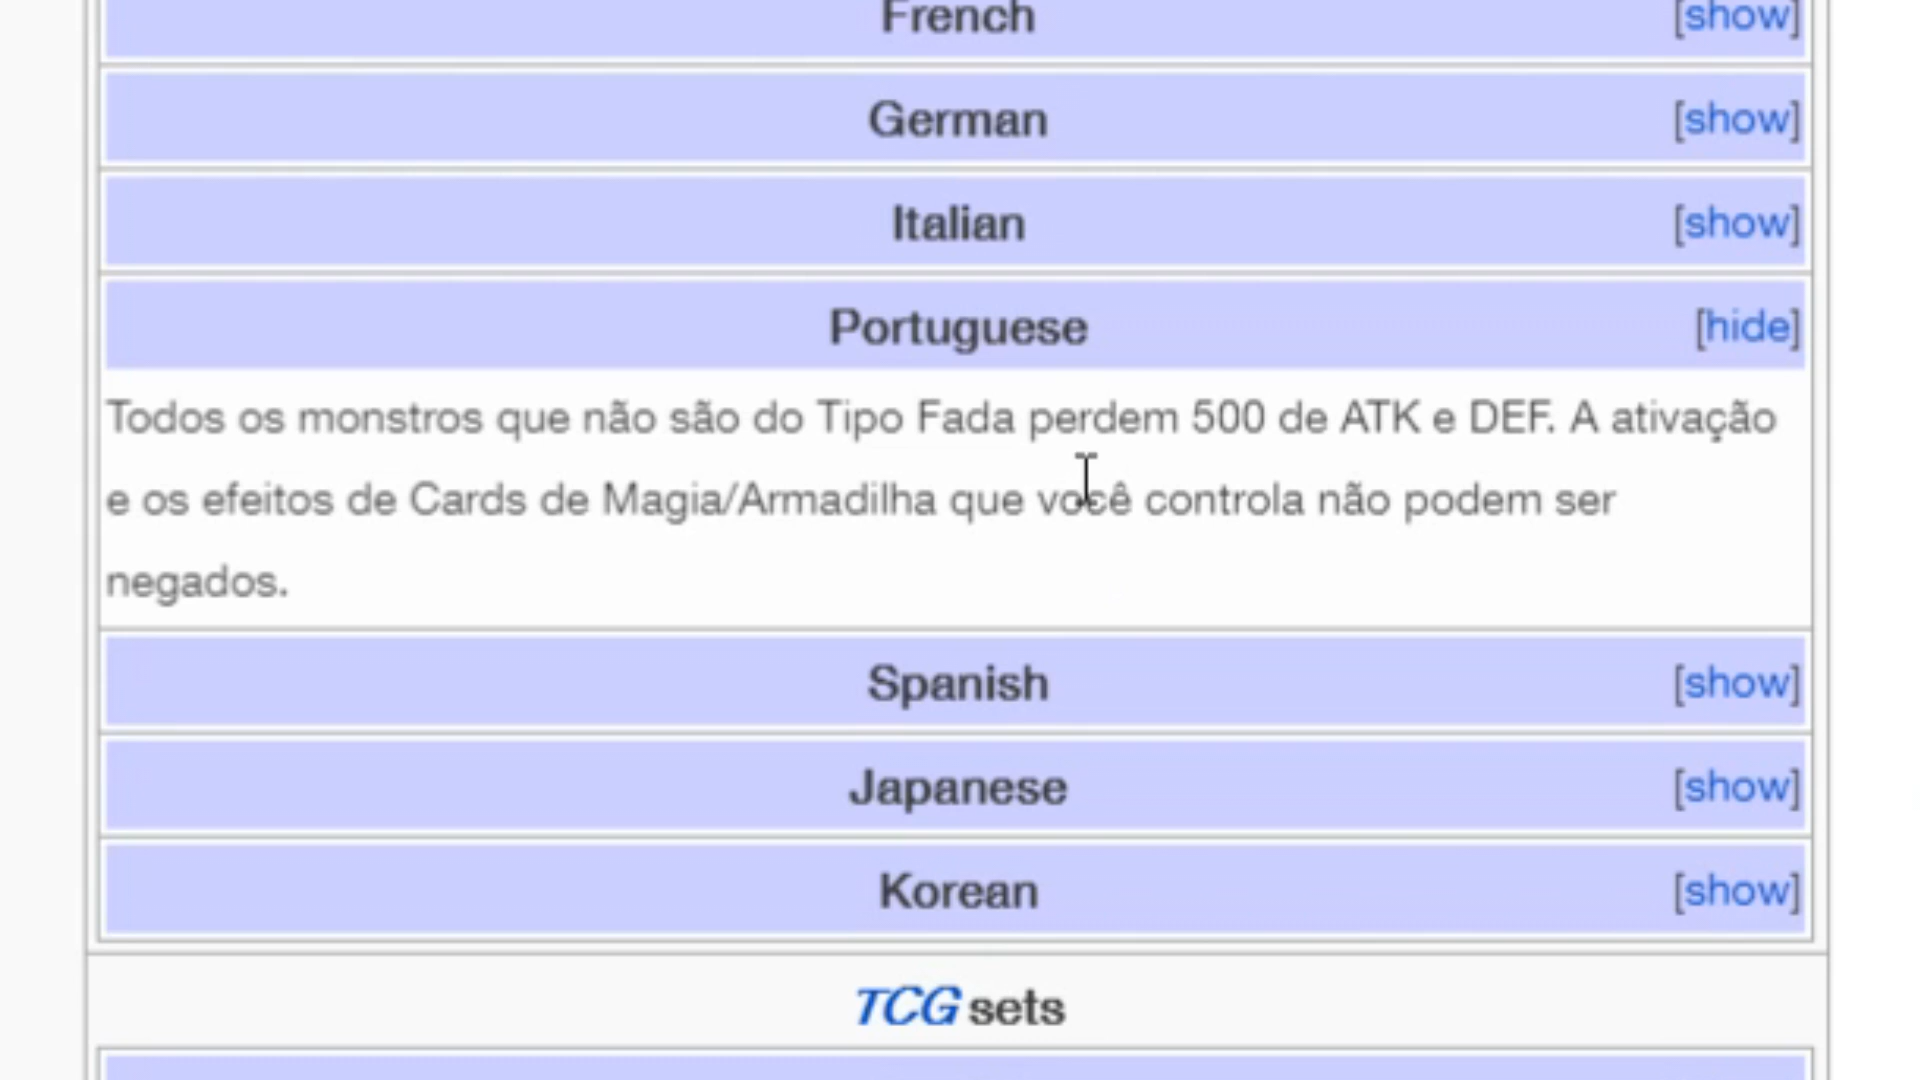 French [show]
German [show]
Italian [show]
Portuguese [hide]
Todos os monstros que não são do Tipo Fada perdem 500 de ATK e DEF. A ativação
e os efeitos de Cards de Magia/Armadilha que você controla não podem ser
negados.
Spanish [show]
Japanese [show]
Korean [show]
TCG sets